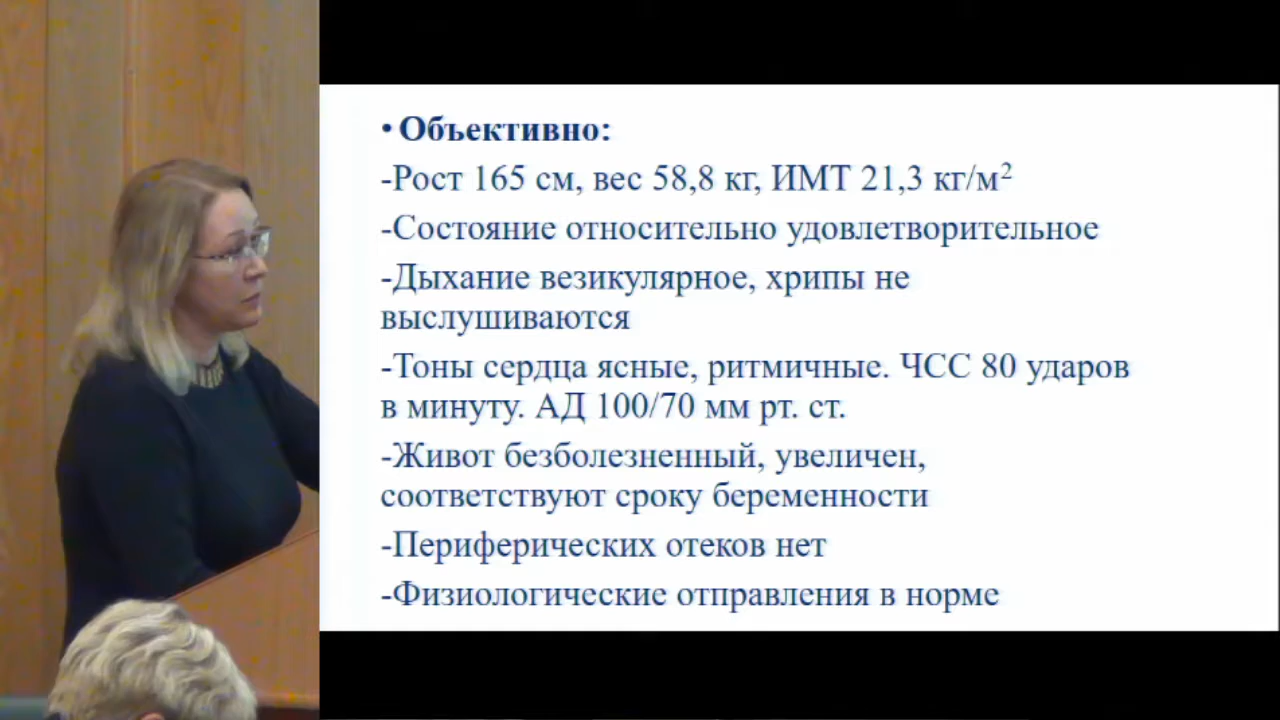 • Объективно:
-Рост 165 см, вес 58,8 кг, ИМТ 21,3 кг/м²
-Состояние относительно удовлетворительное
-Дыхание везикулярное, хрипы не
выслушиваются
-Тоны сердца ясные, ритмичные. ЧСС 80 ударов
в минуту. АД 100/70 мм рт. ст.
-Живот безболезненный, увеличен,
соответствуют сроку беременности
-Периферических отеков нет
-Физиологические отправления в норме